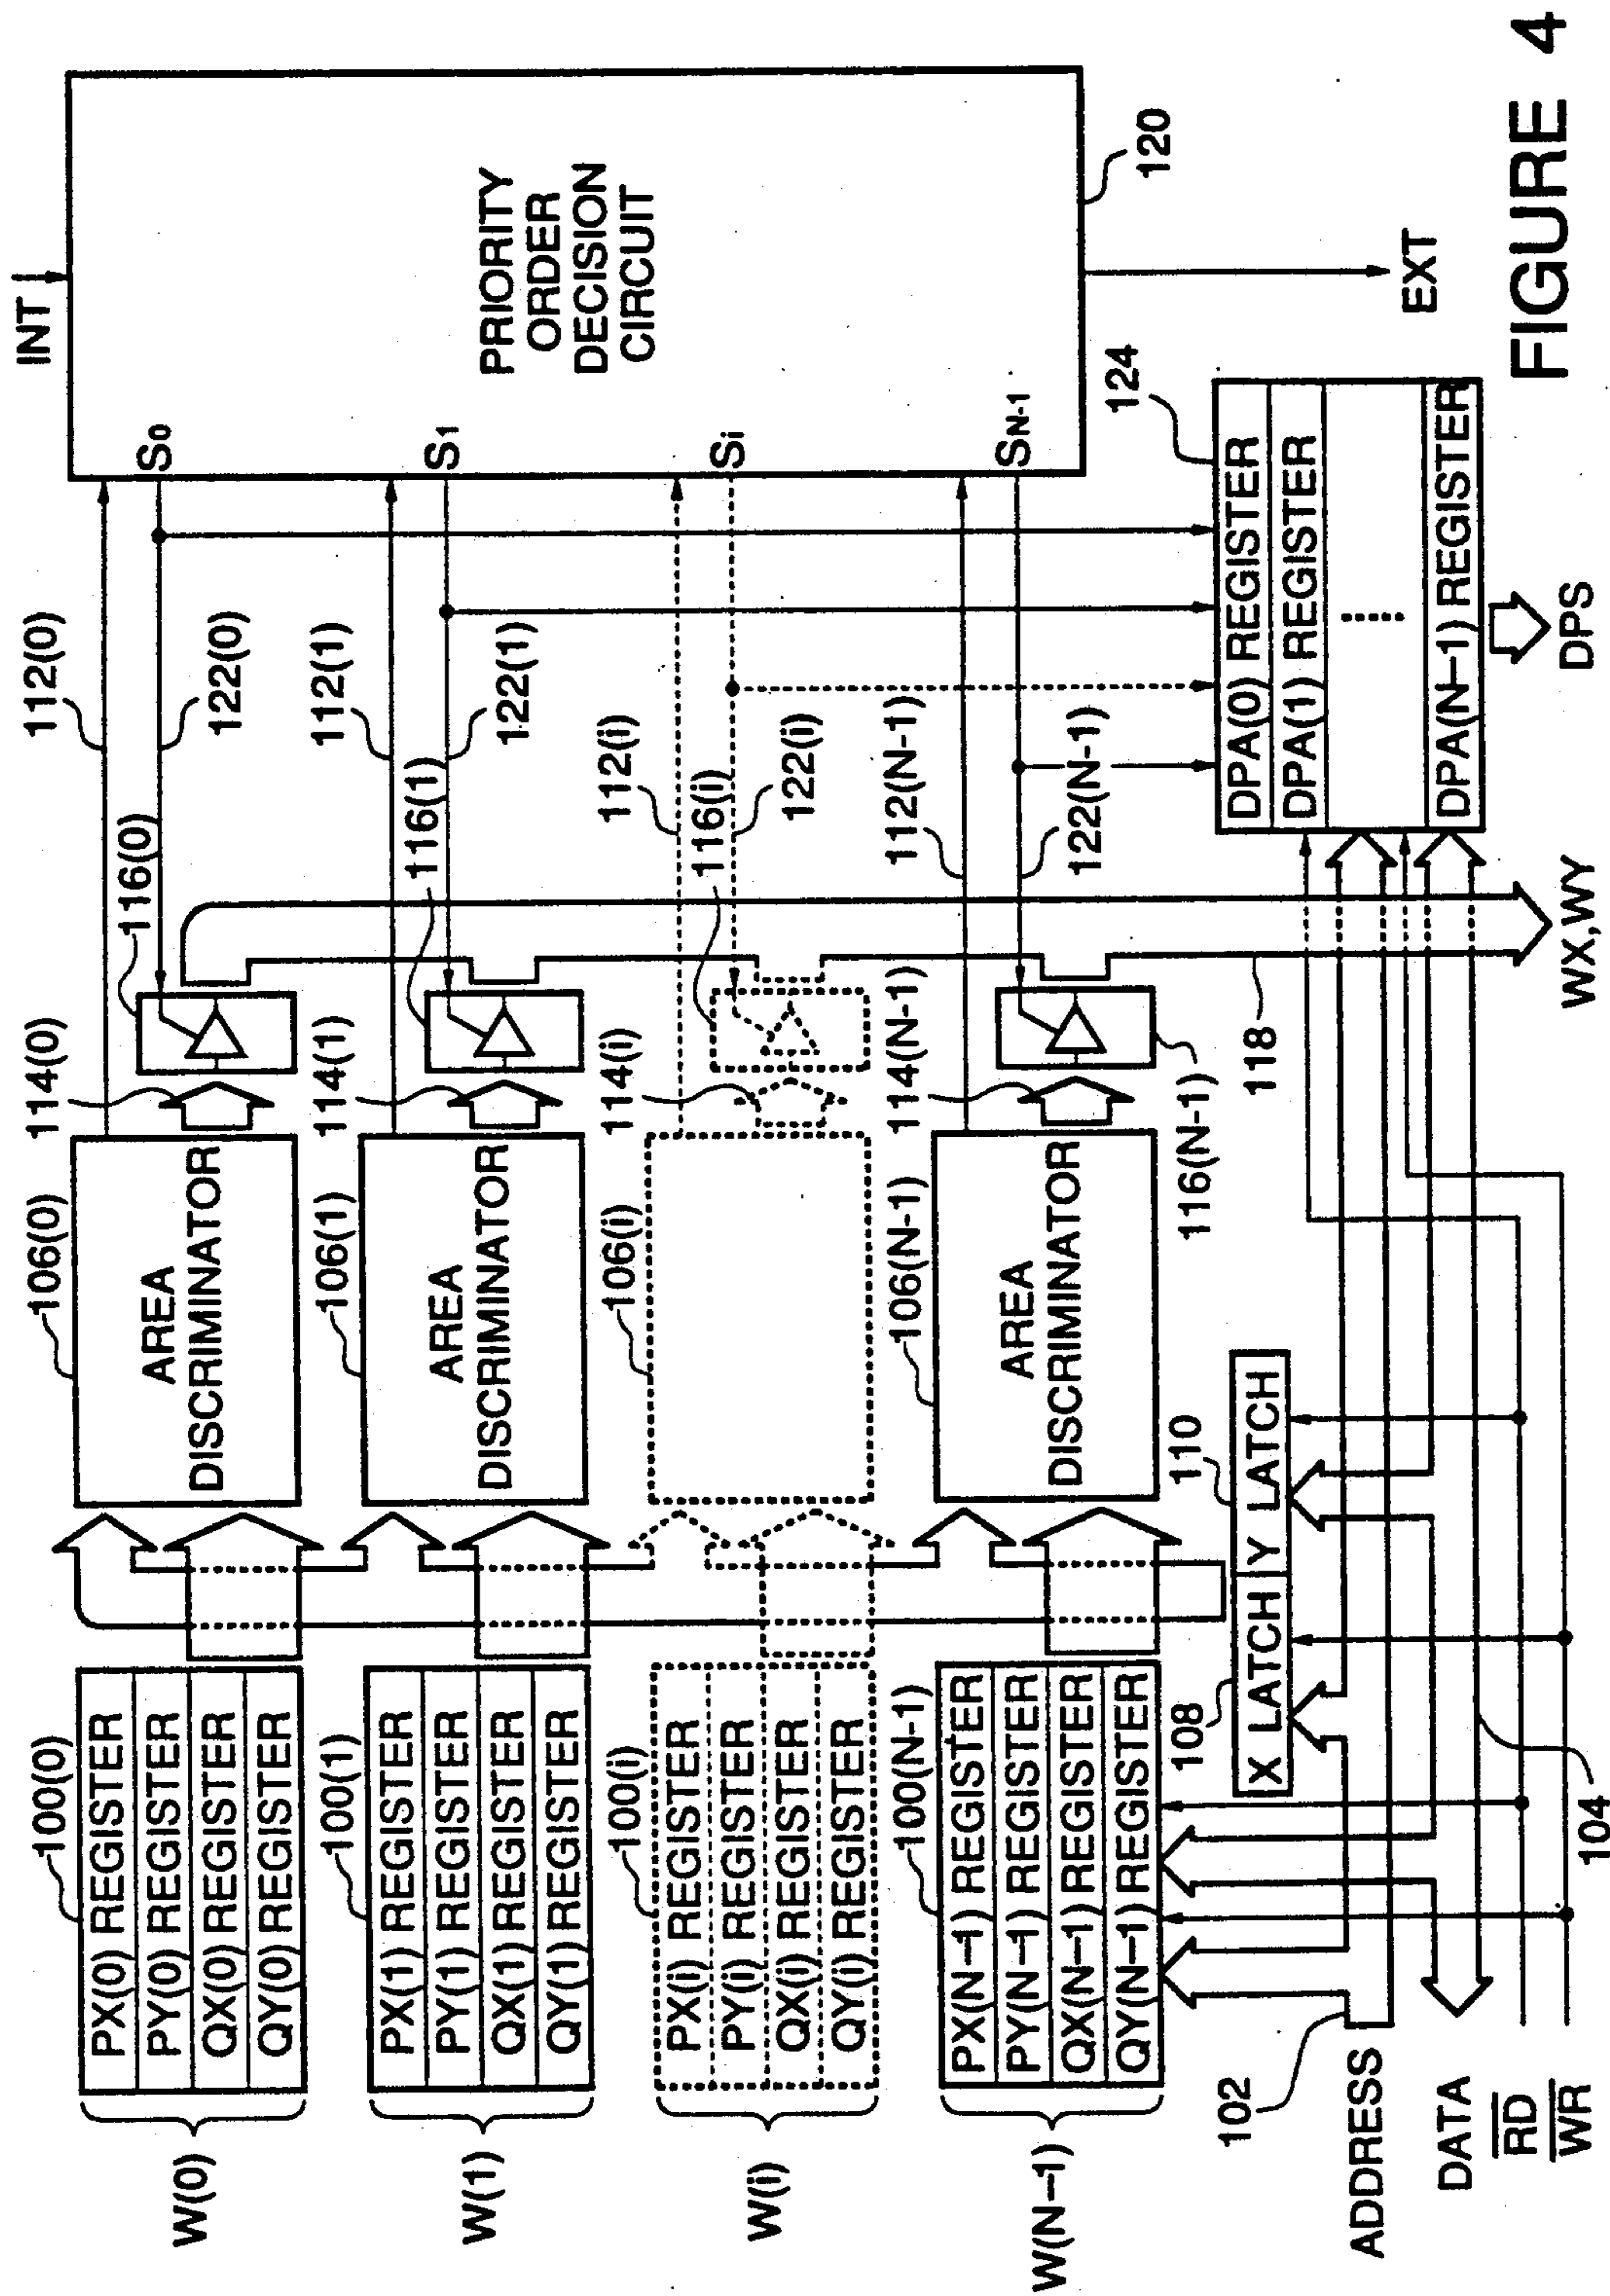 INT
PRIORITY
ORDER
DECISION
CIRCUIT
120
EXT
S0
S1
Si
SN-1
112(0)
122(0)
112(1)
122(1)
112(i)
122(i)
112(N-1)
122(N-1)
116(0)
116(1)
116(i)
116(N-1)
114(0)
114(1)
114(i)
114(N-1)
118
WX,WY
124
DPA(0) REGISTER
DPA(1) REGISTER
DPA(N-1) REGISTER
DPS
106(0)
AREA
DISCRIMINATOR
106(1)
AREA
DISCRIMINATOR
106(i)
106(N-1)
AREA
DISCRIMINATOR
100(0)
PX(0) REGISTER
PY(0) REGISTER
QX(0) REGISTER
QY(0) REGISTER
W(0)
100(1)
PX(1) REGISTER
PY(1) REGISTER
QX(1) REGISTER
QY(1) REGISTER
W(1)
100(i)
PX(i) REGISTER
PY(i) REGISTER
QX(i) REGISTER
QY(i) REGISTER
W(i)
100(N-1)
PX(N-1) REGISTER
PY(N-1) REGISTER
QX(N-1) REGISTER
QY(N-1) REGISTER
W(N-1)
108
X LATCH
110
Y LATCH
102
ADDRESS
DATA
RD
WR
104
FIGURE 4